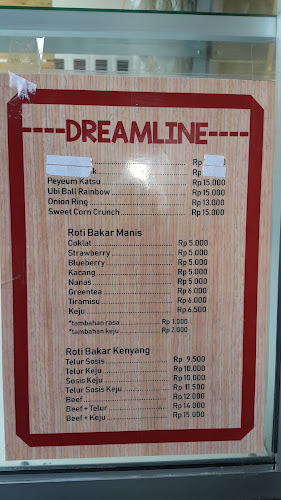 ----DREAMLINE----
Rp
k Rp
Peyeum Katsu Rp 15.000
Ubi Ball Rainbow Rp 15.000
Onion Ring Rp 13.000
Sweet Corn Crunch Rp 15.000
Roti Bakar Manis
Coklat Rp 5.000
Strawberry Rp 5.000
Blueberry Rp 5.000
Kacang Rp 5.000
Nanas Rp 5.000
Greentea Rp 6.000
Tiramisu Rp 6.000
Keju Rp 6.500
*tambahan rasa Rp 1.000
*tambahan keju Rp 2.000
Roti Bakar Kenyang
Telur Sosis Rp 9.500
Telur Keju Rp 10.000
Sosis Keju Rp 10.000
Telur Sosis Keju Rp 11.500
Beef Rp 12.000
Beef + Telur Rp 14.000
Beef + Keju Rp 15.000